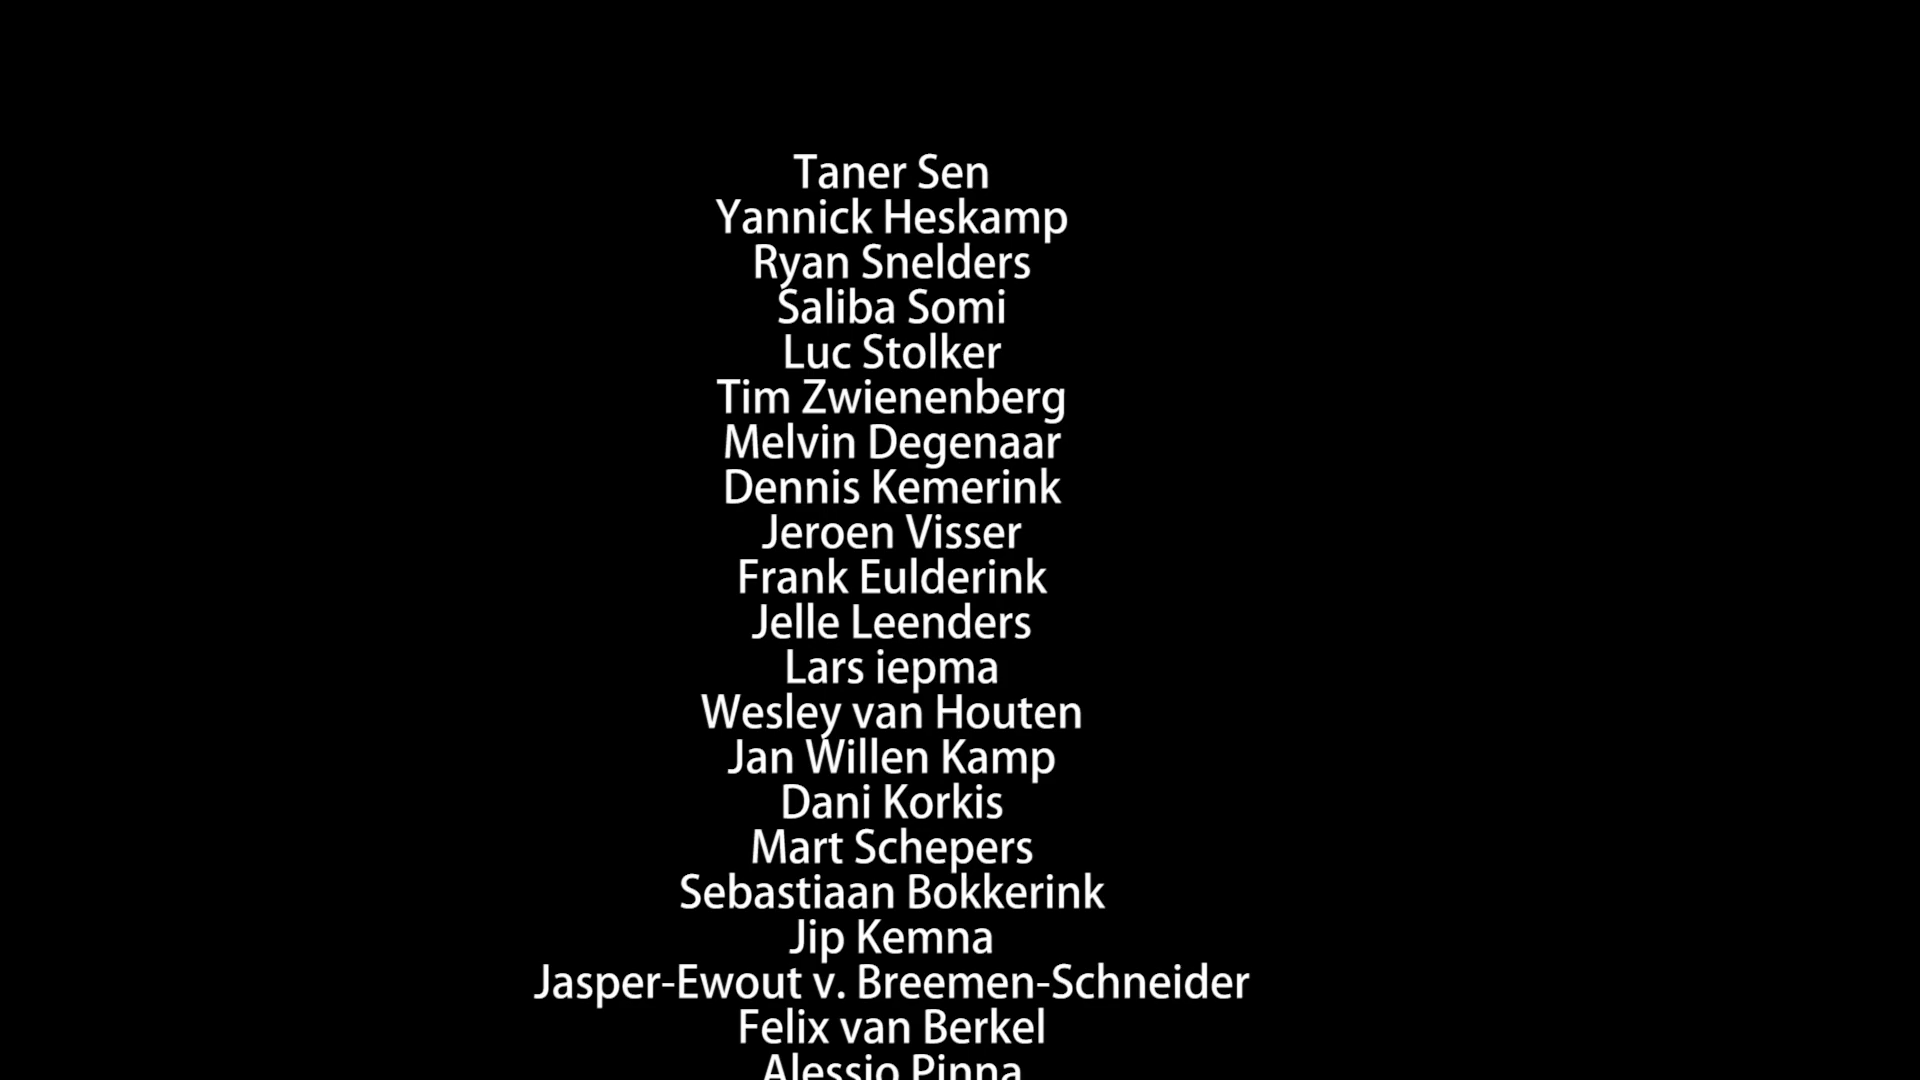 Taner Sen
Yannick Heskamp
Ryan Snelders
Saliba Somi
Luc Stolker
Tim Zwienenberg
Melvin Degenaar
Dennis Kemerink
Jeroen Visser
Frank Eulderink
Jelle Leenders
Lars iepma
Wesley van Houten
Jan Willen Kamp
Dani Korkis
Mart Schepers
Sebastiaan Bokkerink
Jip Kemna
Jasper-Ewout v. Breemen-Schneider
Felix van Berkel
Alessio Pinna